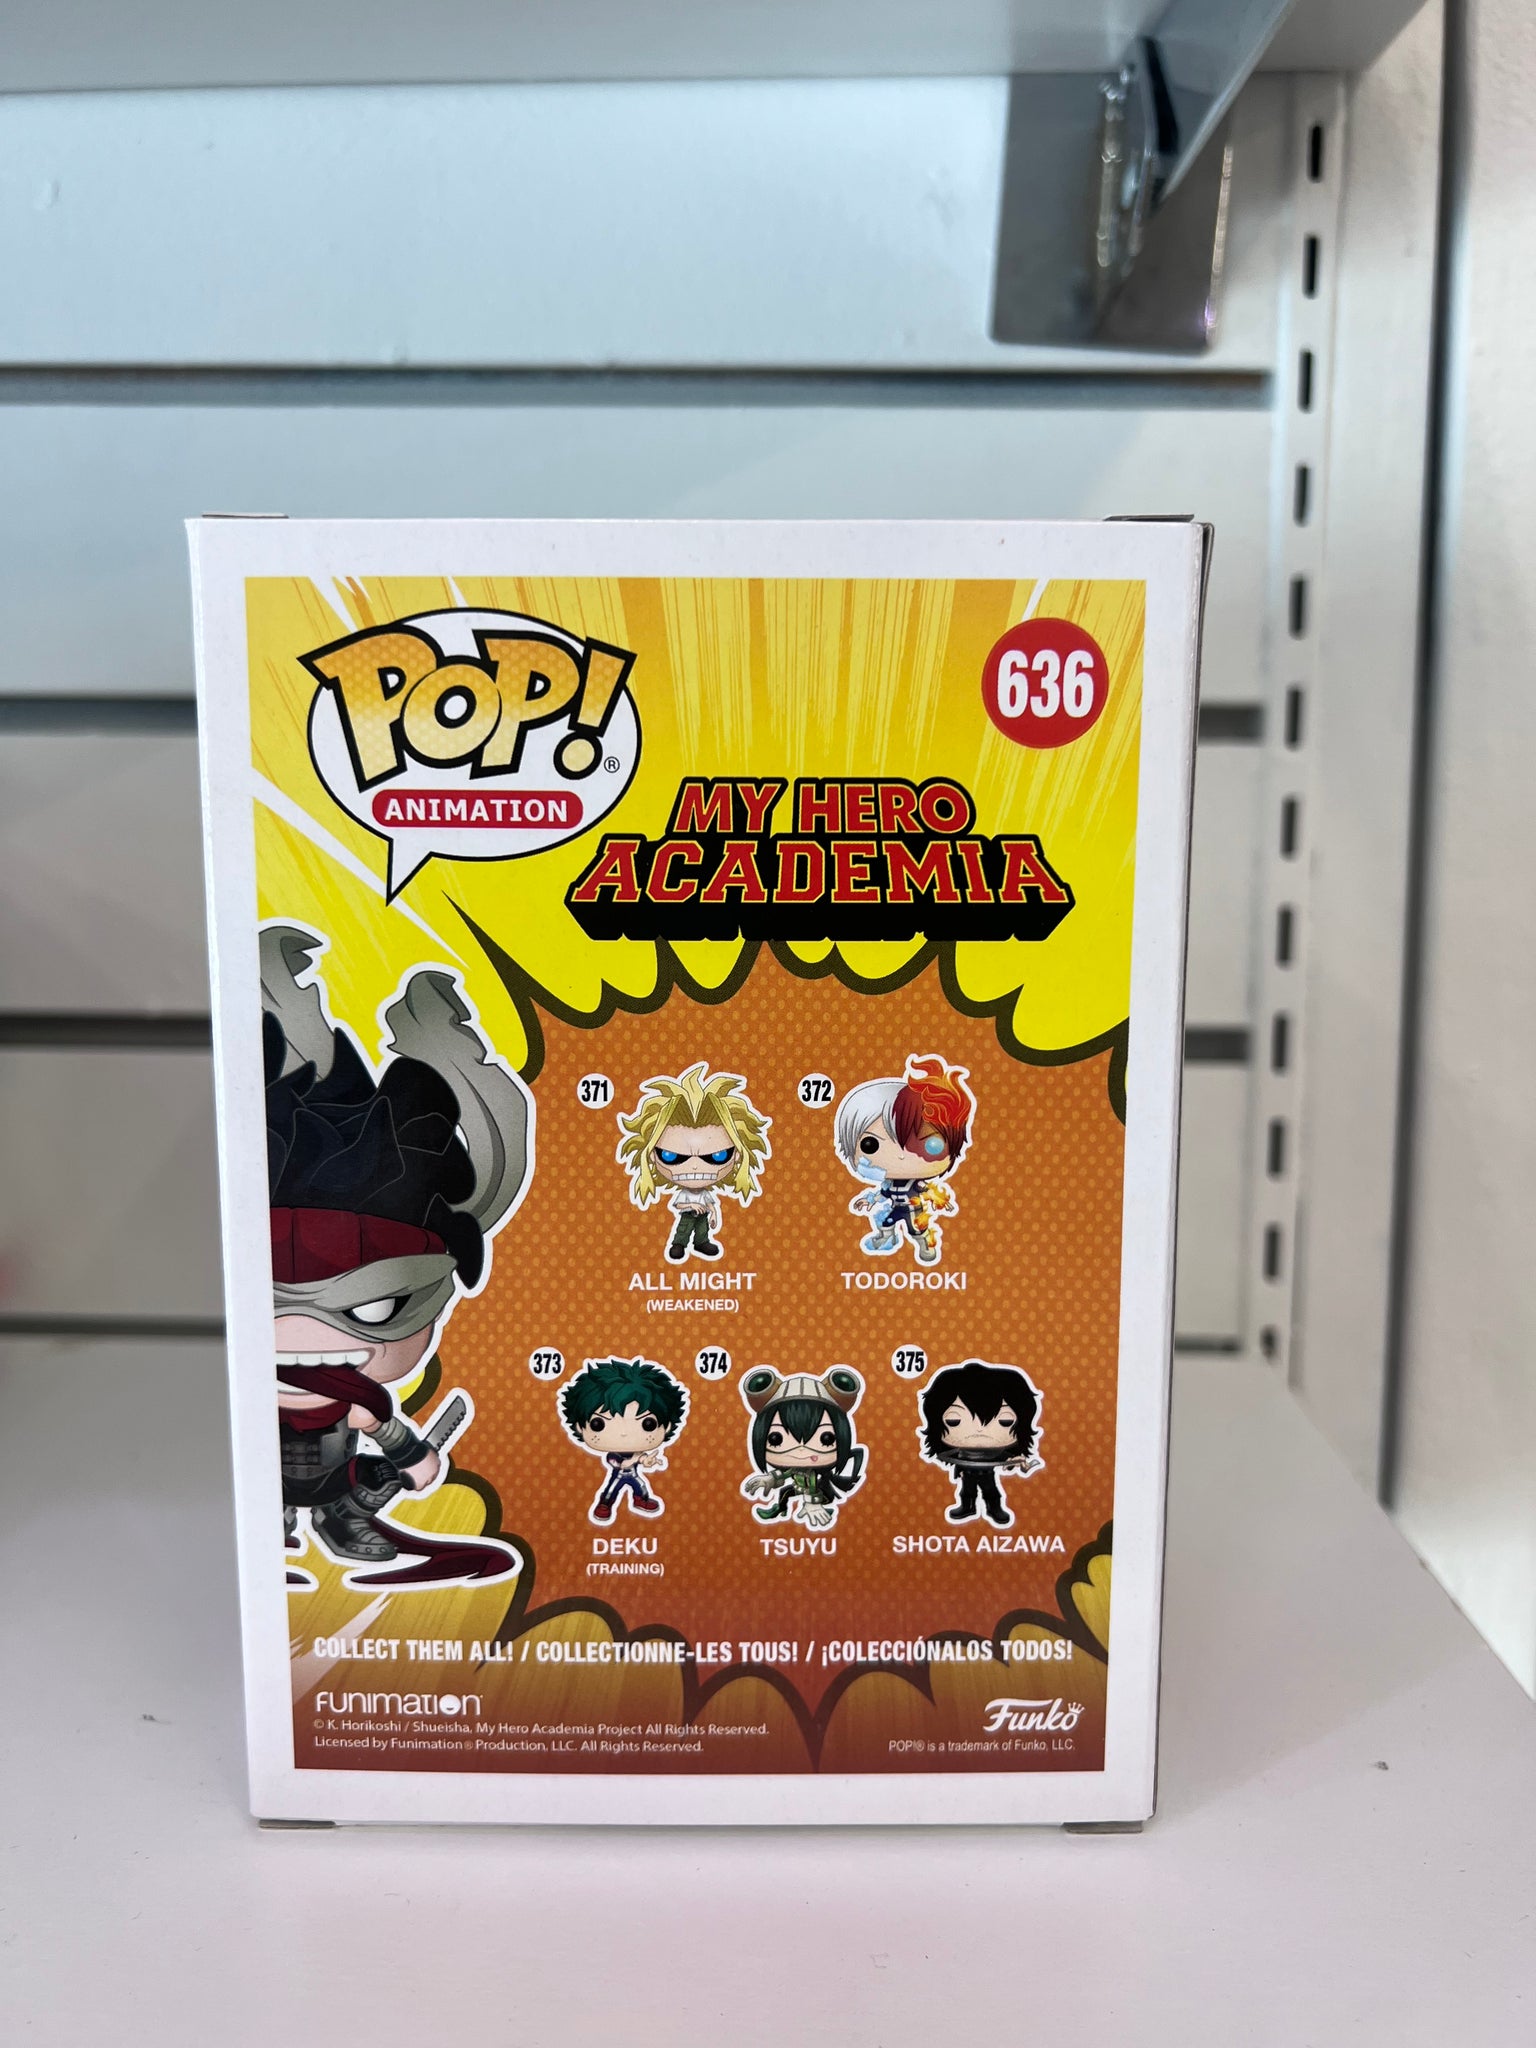 POP!®
ANIMATION
636
MY HERO
ACADEMIA
371
ALL MIGHT
(WEAKENED)
372
TODOROKI
373
DEKU
(TRAINING)
374
TSUYU
375
SHOTA AIZAWA
COLLECT THEM ALL! / COLLECTIONNE-LES TOUS! / ¡COLECCIÓNALOS TODOS!
FUNIMATION
© K. Horikoshi / Shueisha, My Hero Academia Project All Rights Reserved.
Licensed by Funimation® Production, LLC. All Rights Reserved.
Funko
POP!® is a trademark of Funko, LLC.